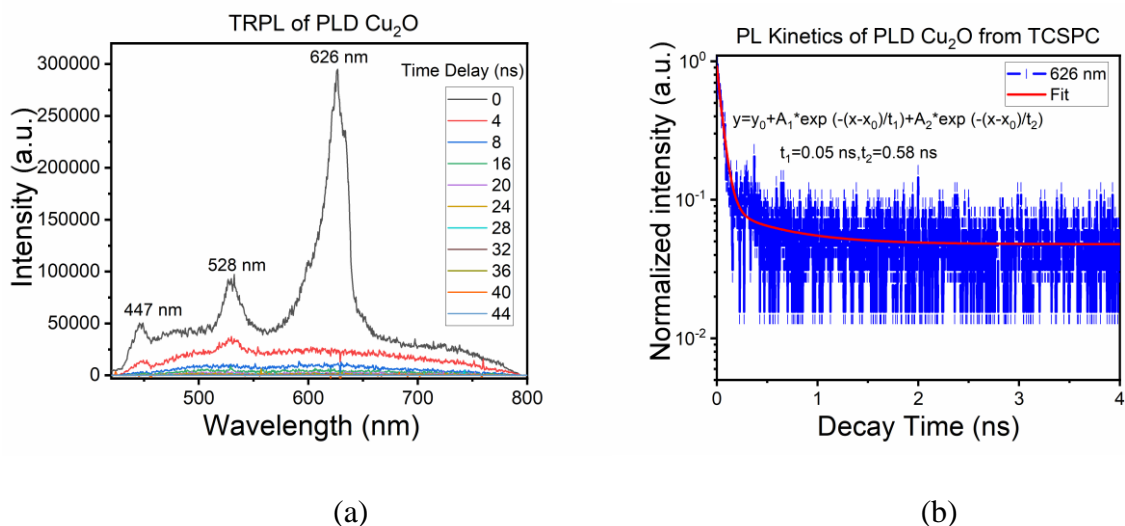 TRPL of PLD Cu₂O
626 nm
528 nm
447 nm
Time Delay (ns)
0
4
8
16
20
24
28
32
36
40
44
300000
250000
200000
150000
100000
50000
0
Intensity (a.u.)
500 600 700 800
Wavelength (nm)
(a)
PL Kinetics of PLD Cu₂O from TCSPC
626 nm
Fit
y=y₀+A₁*exp (-(x-x₀)/t₁)+A₂*exp (-(x-x₀)/t₂)
t₁=0.05 ns,t₂=0.58 ns
10⁰
10⁻¹
10⁻²
Normalized intensity (a.u.)
0 1 2 3 4
Decay Time (ns)
(b)